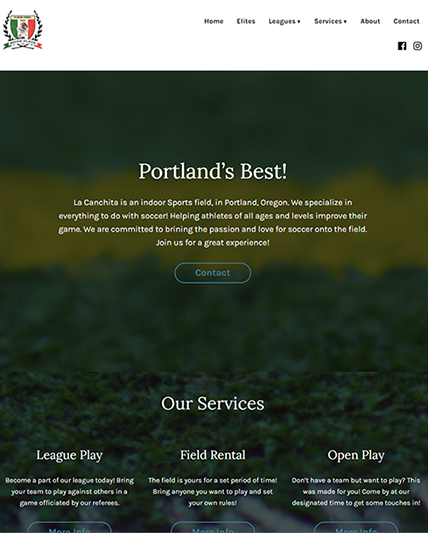 Home Elites Leagues ▾ Services ▾ About Contact
Portland's Best!
La Canchita is an indoor Sports field, in Portland, Oregon. We specialize in
everything to do with soccer! Helping athletes of all ages and levels improve their
game. We are committed to brining the passion and love for soccer onto the field.
Join us for a great experience!
Contact
Our Services
League Play Field Rental Open Play
Become a part of our league today! Bring
your team to play against others in a
game officiated by our referees.
The field is yours for a set period of time!
Bring anyone you want to play and set
your own rules!
Don't have a team but want to play? This
was made for you! Come by at our
designated time to get some touches in!
More Info More Info More Info